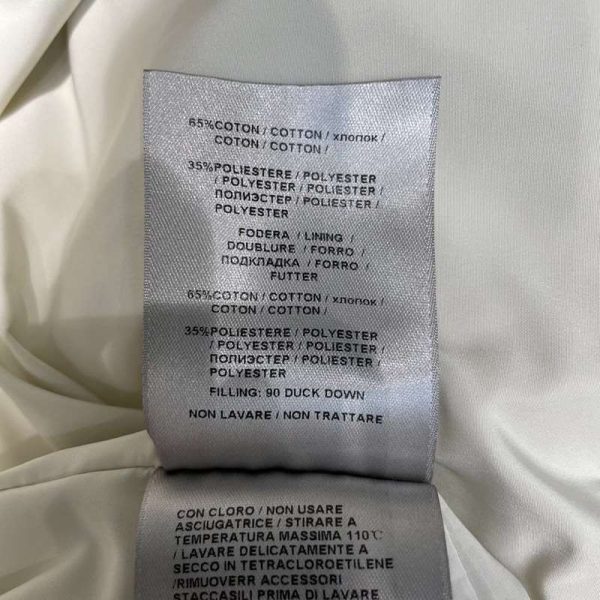 65%COTON / COTTON / хлопок /
COTON / COTTON /
35%POLIESTERE / POLYESTER
/ POLYESTER / POLIESTER /
ПОЛИЭСТЕР / POLIESTER /
POLYESTER
FODERA / LINING /
DOUBLURE / FORRO /
ПОДКЛАДКА / FORRO /
FUTTER
65%COTON / COTTON / хлопок /
COTON / COTTON /
35%POLIESTERE / POLYESTER
/ POLYESTER / POLIESTER /
ПОЛИЭСТЕР / POLIESTER /
POLYESTER
FILLING: 90 DUCK DOWN
NON LAVARE / NON TRATTARE
CON CLORO / NON USARE
ASCIUGATRICE / STIRARE A
TEMPERATURA MASSIMA 110℃
/ LAVARE DELICATAMENTE A
SECCO IN TETRACLOROETILENE
/RIMUOVERR ACCESSORI
STACCASILI PRIMA DI LAVARE